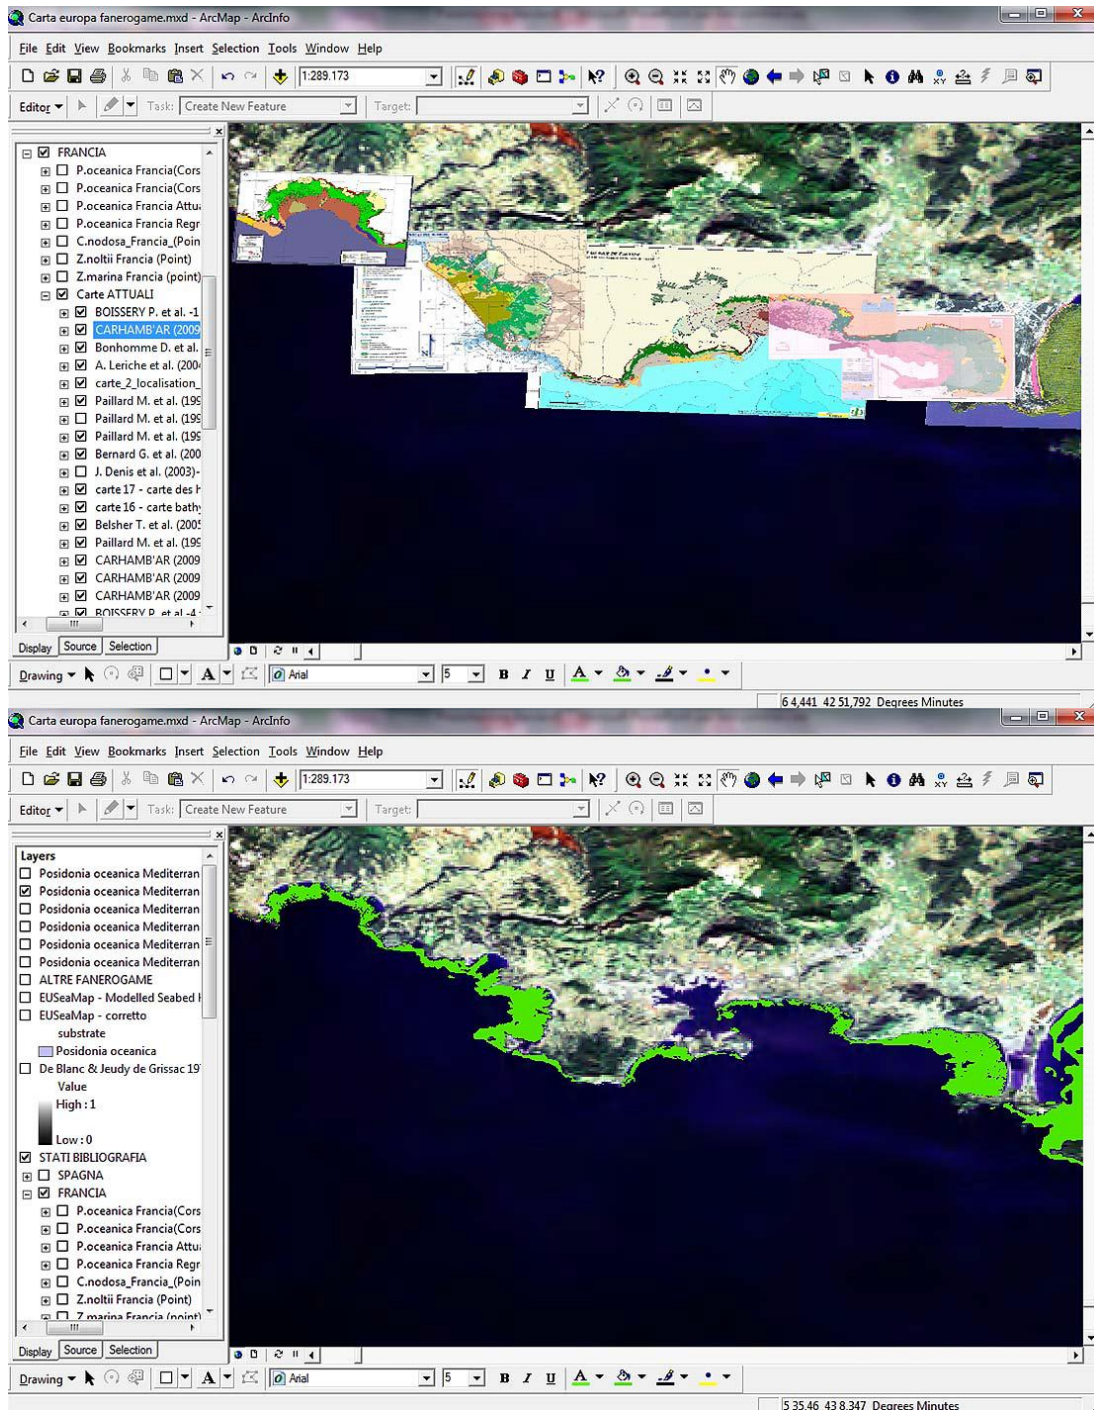 Carta europa fanerogame.mxd - ArcMap - ArcInfo
File Edit View Bookmarks Insert Selection Tools Window Help
1:289.173
Editor Task: Create New Feature Target:
FRANCIA
P.oceanica Francia(Cors
P.oceanica Francia(Cors
P.oceanica Francia Attu
P.oceanica Francia Regr
C.nodosa_Francia_(Poin
Z.noltii Francia (Point)
Z.marina Francia (point)
Carte ATTUALI
BOISSERY P. et al. -1
CARHAMB'AR (2009
Bonhomme D. et al.
A. Leriche et al. (200
carte_2_localisation_
Paillard M. et al. (199
Paillard M. et al. (199
Paillard M. et al. (199
Bernard G. et al. (200
J. Denis et al. (2003)-
carte 17 - carte des h
carte 16 - carte bathy
Belsher T. et al. (2005
Paillard M. et al. (199
CARHAMB'AR (2009
CARHAMB'AR (2009
CARHAMB'AR (2009
BOISSERY P. et al -4
Display Source Selection
Drawing A Arial 5 B I U A
6 4,441 42 51,792 Degrees Minutes
Carta europa fanerogame.mxd - ArcMap - ArcInfo
File Edit View Bookmarks Insert Selection Tools Window Help
1:289.173
Editor Task: Create New Feature Target:
Layers
Posidonia oceanica Mediterran
Posidonia oceanica Mediterran
Posidonia oceanica Mediterran
Posidonia oceanica Mediterran
Posidonia oceanica Mediterran
Posidonia oceanica Mediterran
ALTRE FANEROGAME
EUSeaMap - Modelled Seabed H
EUSeaMap - corretto
substrate
Posidonia oceanica
De Blanc & Jeudy de Grissac 19
Value
High : 1
Low : 0
STATI BIBLIOGRAFIA
SPAGNA
FRANCIA
P.oceanica Francia(Cors
P.oceanica Francia(Cors
P.oceanica Francia Attu
P.oceanica Francia Regr
C.nodosa_Francia_(Poin
Z.noltii Francia (Point)
Z.marina Francia (point)
Display Source Selection
Drawing A Arial 5 B I U A
5 35,46 43 8,347 Degrees Minutes